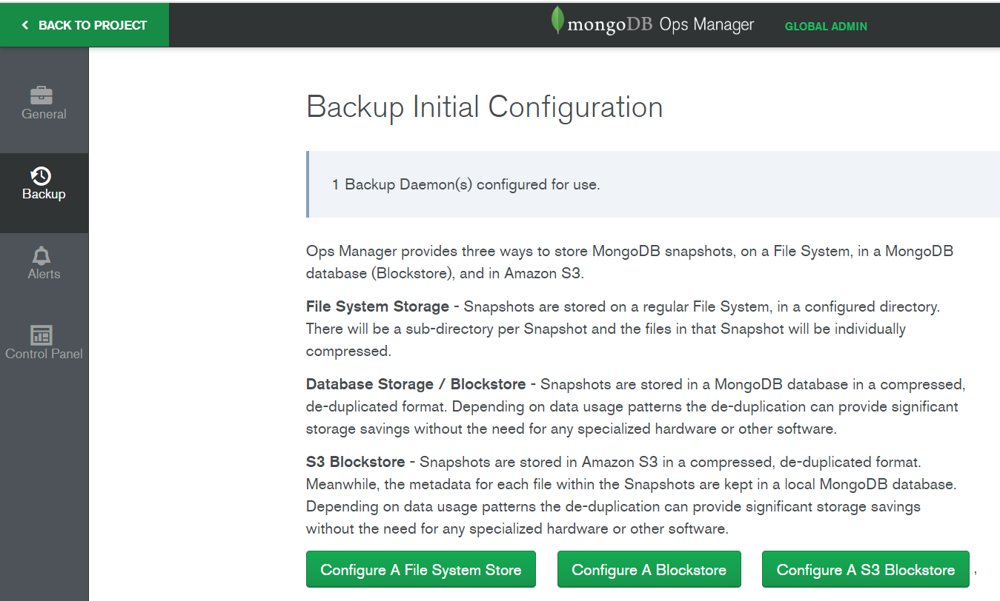 BACK TO PROJECT
mongoDB Ops Manager
GLOBAL ADMIN
General
Backup
Alerts
Control Panel
Backup Initial Configuration
1 Backup Daemon(s) configured for use.
Ops Manager provides three ways to store MongoDB snapshots, on a File System, in a MongoDB
database (Blockstore), and in Amazon S3.
File System Storage - Snapshots are stored on a regular File System, in a configured directory.
There will be a sub-directory per Snapshot and the files in that Snapshot will be individually
compressed.
Database Storage / Blockstore - Snapshots are stored in a MongoDB database in a compressed,
de-duplicated format. Depending on data usage patterns the de-duplication can provide significant
storage savings without the need for any specialized hardware or other software.
S3 Blockstore - Snapshots are stored in Amazon S3 in a compressed, de-duplicated format.
Meanwhile, the metadata for each file within the Snapshots are kept in a local MongoDB database.
Depending on data usage patterns the de-duplication can provide significant storage savings
without the need for any specialized hardware or other software.
Configure A File System Store
Configure A Blockstore
Configure A S3 Blockstore ,